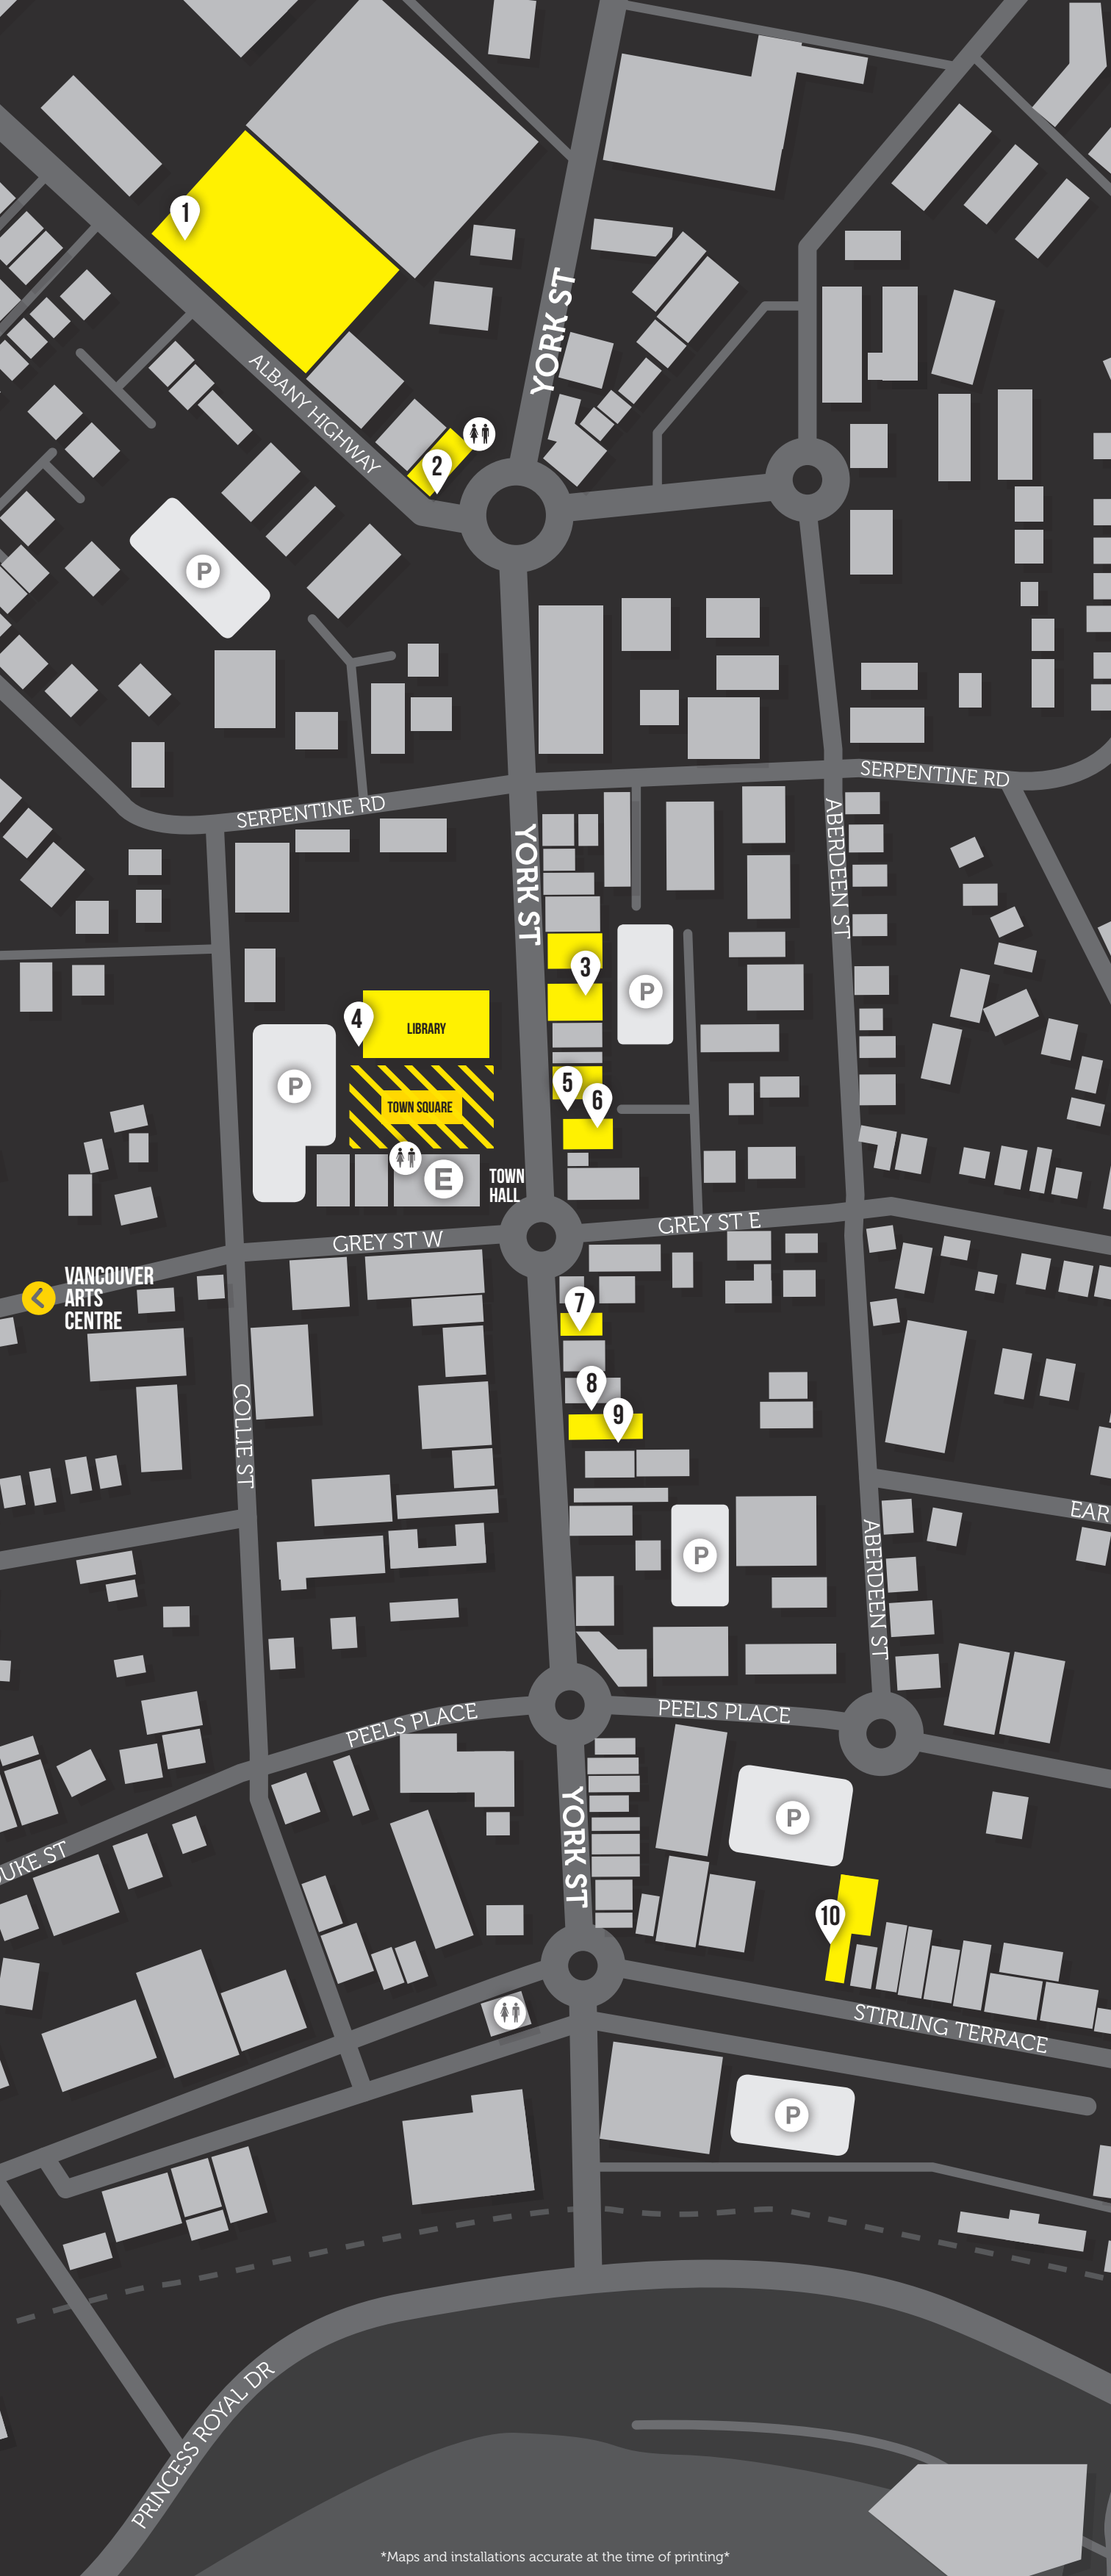 1
YORK ST
ALBANY HIGHWAY
2
P
SERPENTINE RD
SERPENTINE RD
YORK ST
ABERDEEN ST
3
P
4
LIBRARY
P
5
6
TOWN SQUARE
E
TOWN
HALL
GREY ST W
GREY ST E
VANCOUVER
ARTS
CENTRE
7
8
9
COLLIE ST
EAR
P
ABERDEEN ST
PEELS PLACE
PEELS PLACE
YORK ST
P
UKE ST
10
STIRLING TERRACE
P
PRINCESS ROYAL DR
*Maps and installations accurate at the time of printing*